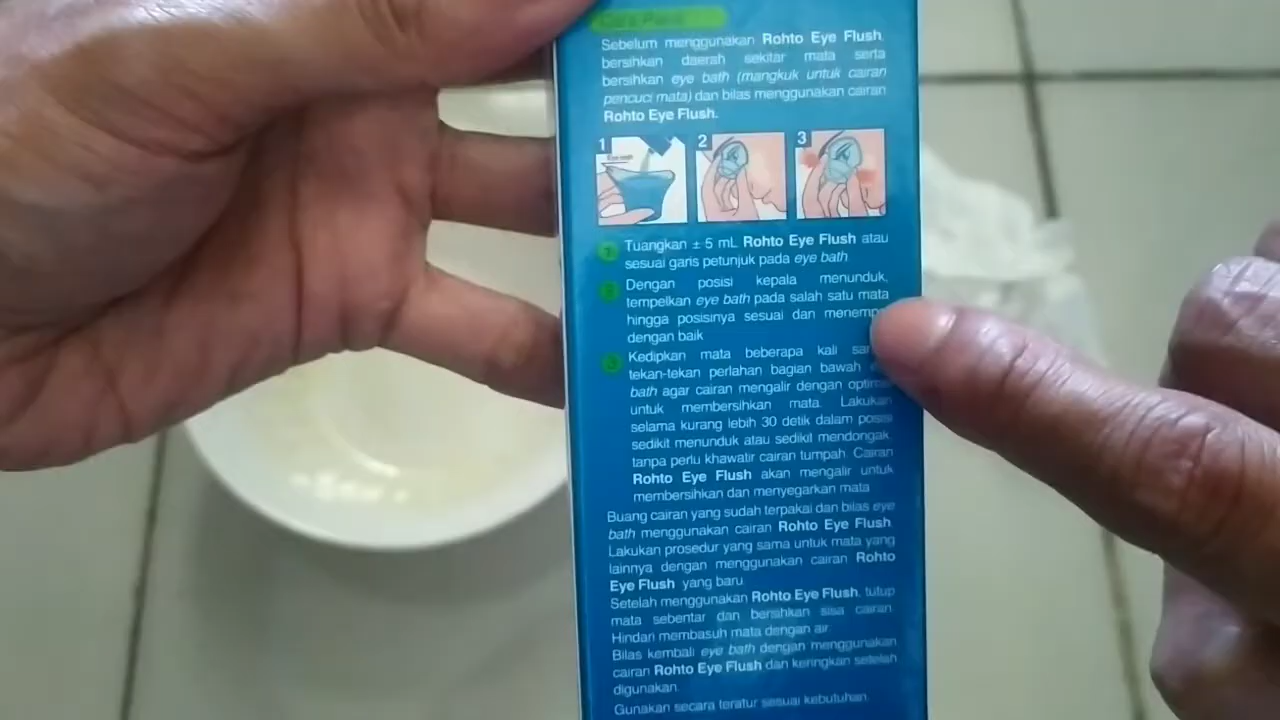 Cara Pakai
Sebelum menggunakan Rohto Eye Flush
bersihkan daerah sekitar mata serta
bersihkan eye bath (mangkuk untuk cairan
pencuci mata) dan bilas menggunakan cairan
Rohto Eye Flush.
1 2 3
1 Tuangkan ± 5 mL Rohto Eye Flush atau
sesuai garis petunjuk pada eye bath
2 Dengan posisi kepala menunduk,
tempelkan eye bath pada salah satu mata
hingga posisinya sesuai dan menemp
dengan baik
3 Kedipkan mata beberapa kali
tekan-tekan perlahan bagian bawah
bath agar cairan mengalir dengan optima
untuk membersihkan mata. Lakukan
selama kurang lebih 30 detik dalam posisi
sedikit menunduk atau sedikit mendongak,
tanpa perlu khawatir cairan tumpah. Cairan
Rohto Eye Flush akan mengalir untuk
membersihkan dan menyegarkan mata
Buang cairan yang sudah terpakai dan bilas eye
bath menggunakan cairan Rohto Eye Flush.
Lakukan prosedur yang sama untuk mata yang
lainnya dengan menggunakan cairan Rohto
Eye Flush yang baru.
Setelah menggunakan Rohto Eye Flush, tutup
mata sebentar dan bersihkan sisa cairan.
Hindari membasuh mata dengan air.
Bilas kembali eye bath dengan menggunakan
cairan Rohto Eye Flush dan keringkan setelah
digunakan.
Gunakan secara teratur sesuai kebutuhan.